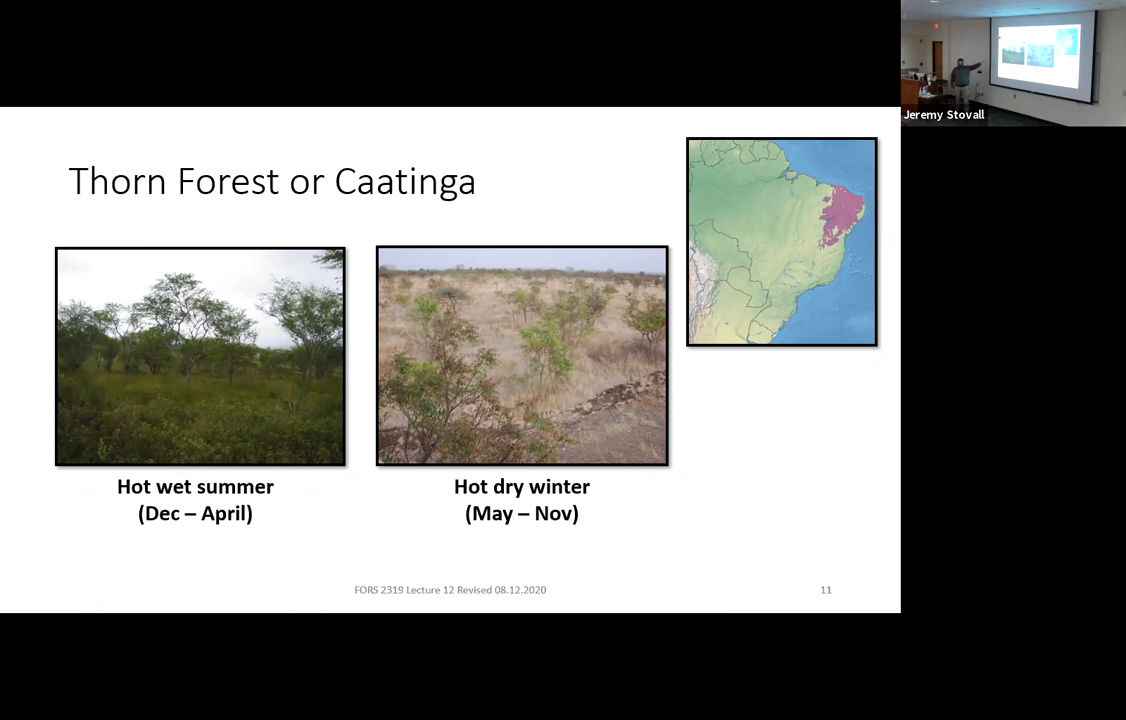 Jeremy Stovall
Thorn Forest or Caatinga
Hot wet summer
(Dec – April)
Hot dry winter
(May – Nov)
FORS 2319 Lecture 12 Revised 08.12.2020
11